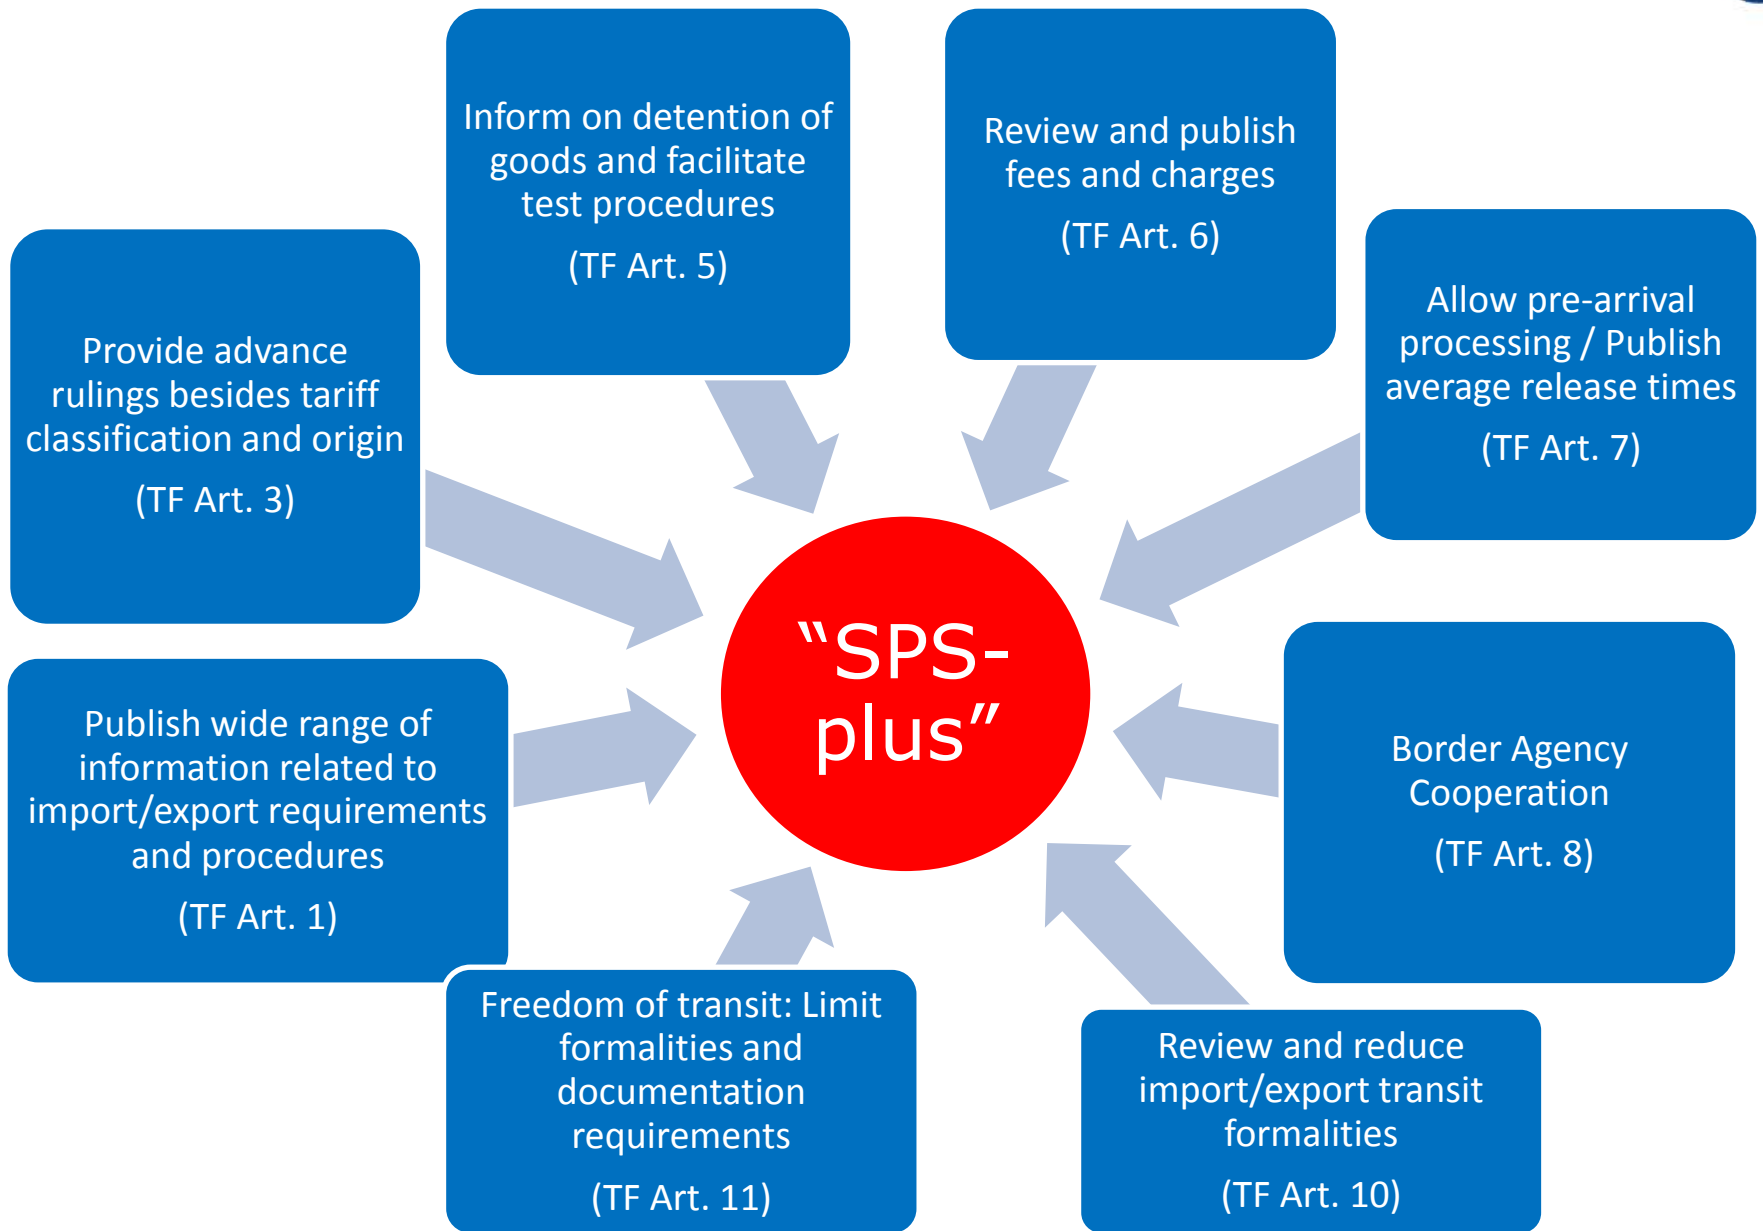 Inform on detention of
goods and facilitate
test procedures
(TF Art. 5)
Review and publish
fees and charges
(TF Art. 6)
Allow pre-arrival
processing / Publish
average release times
(TF Art. 7)
Provide advance
rulings besides tariff
classification and origin
(TF Art. 3)
“SPS-
plus”
Publish wide range of
information related to
import/export requirements
and procedures
(TF Art. 1)
Border Agency
Cooperation
(TF Art. 8)
Freedom of transit: Limit
formalities and
documentation
requirements
(TF Art. 11)
Review and reduce
import/export transit
formalities
(TF Art. 10)